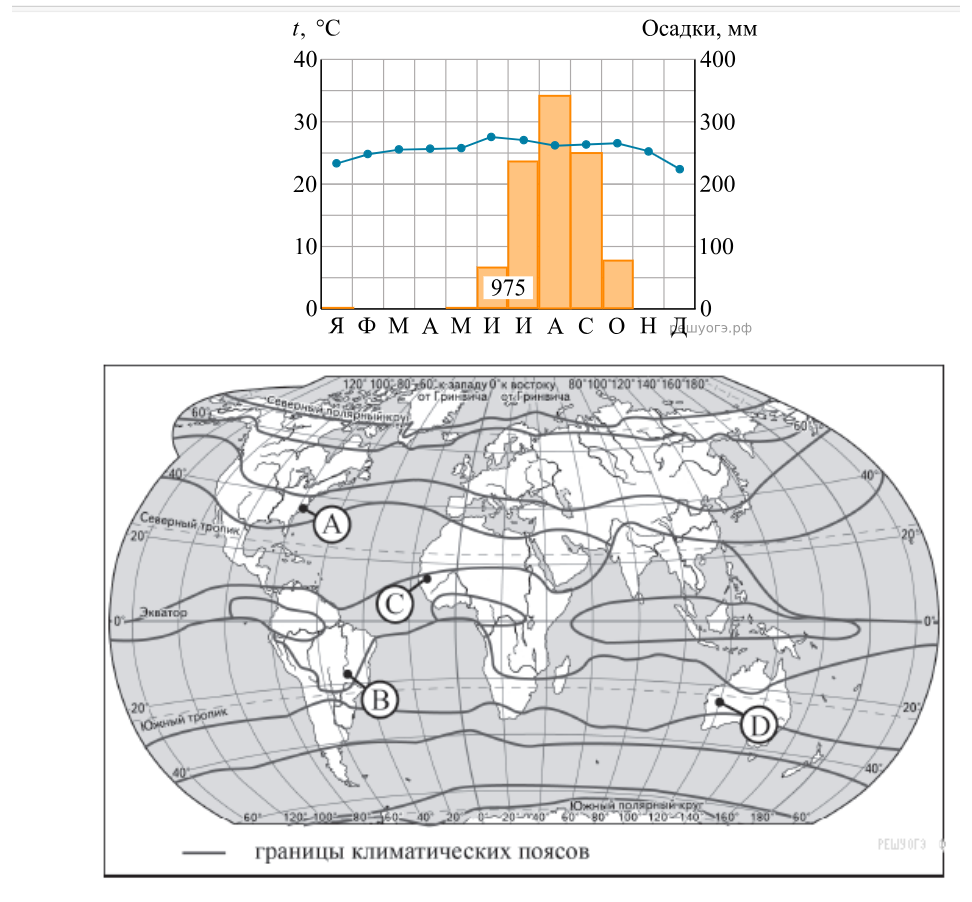 t, °C Осадки, мм
40 400
30 300
20 200
10 100
975
0 0
Я Ф М А М И И А С О Н Д
решуогэ.рф
120° 100° 80° 60° к западу 0° к востоку 80° 100° 120° 140° 160° 180°
от Гринвича от Гринвича
Северный полярный круг
60° 60°
40° 40°
A
Северный тропик
20° 20°
C
Экватор
0° 0°
B
20° 20°
Южный тропик
D
40° 40°
Южный полярный круг
60° 120° 100° 80° 60° 40° 20° 0° 20° 40° 60° 80° 100° 120° 140° 160° 180° 60°
РЕШУОГЭ
границы климатических поясов